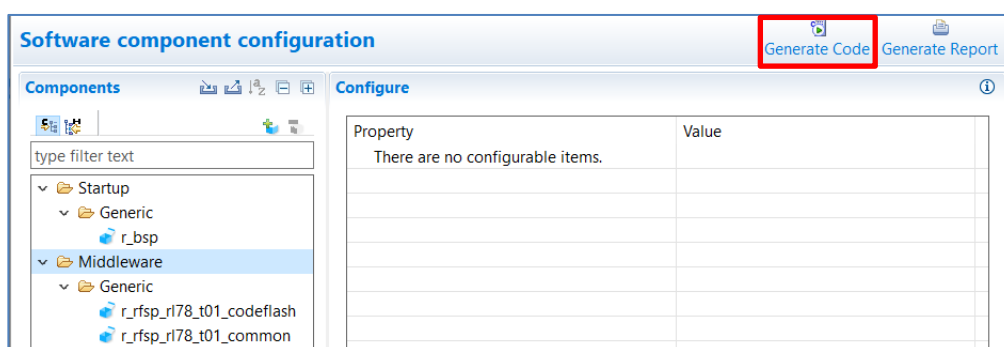 Software component configuration
Generate Code Generate Report
Components
Configure
type filter text
Property Value
There are no configurable items.
Startup
Generic
r_bsp
Middleware
Generic
r_rfsp_rl78_t01_codeflash
r_rfsp_rl78_t01_common